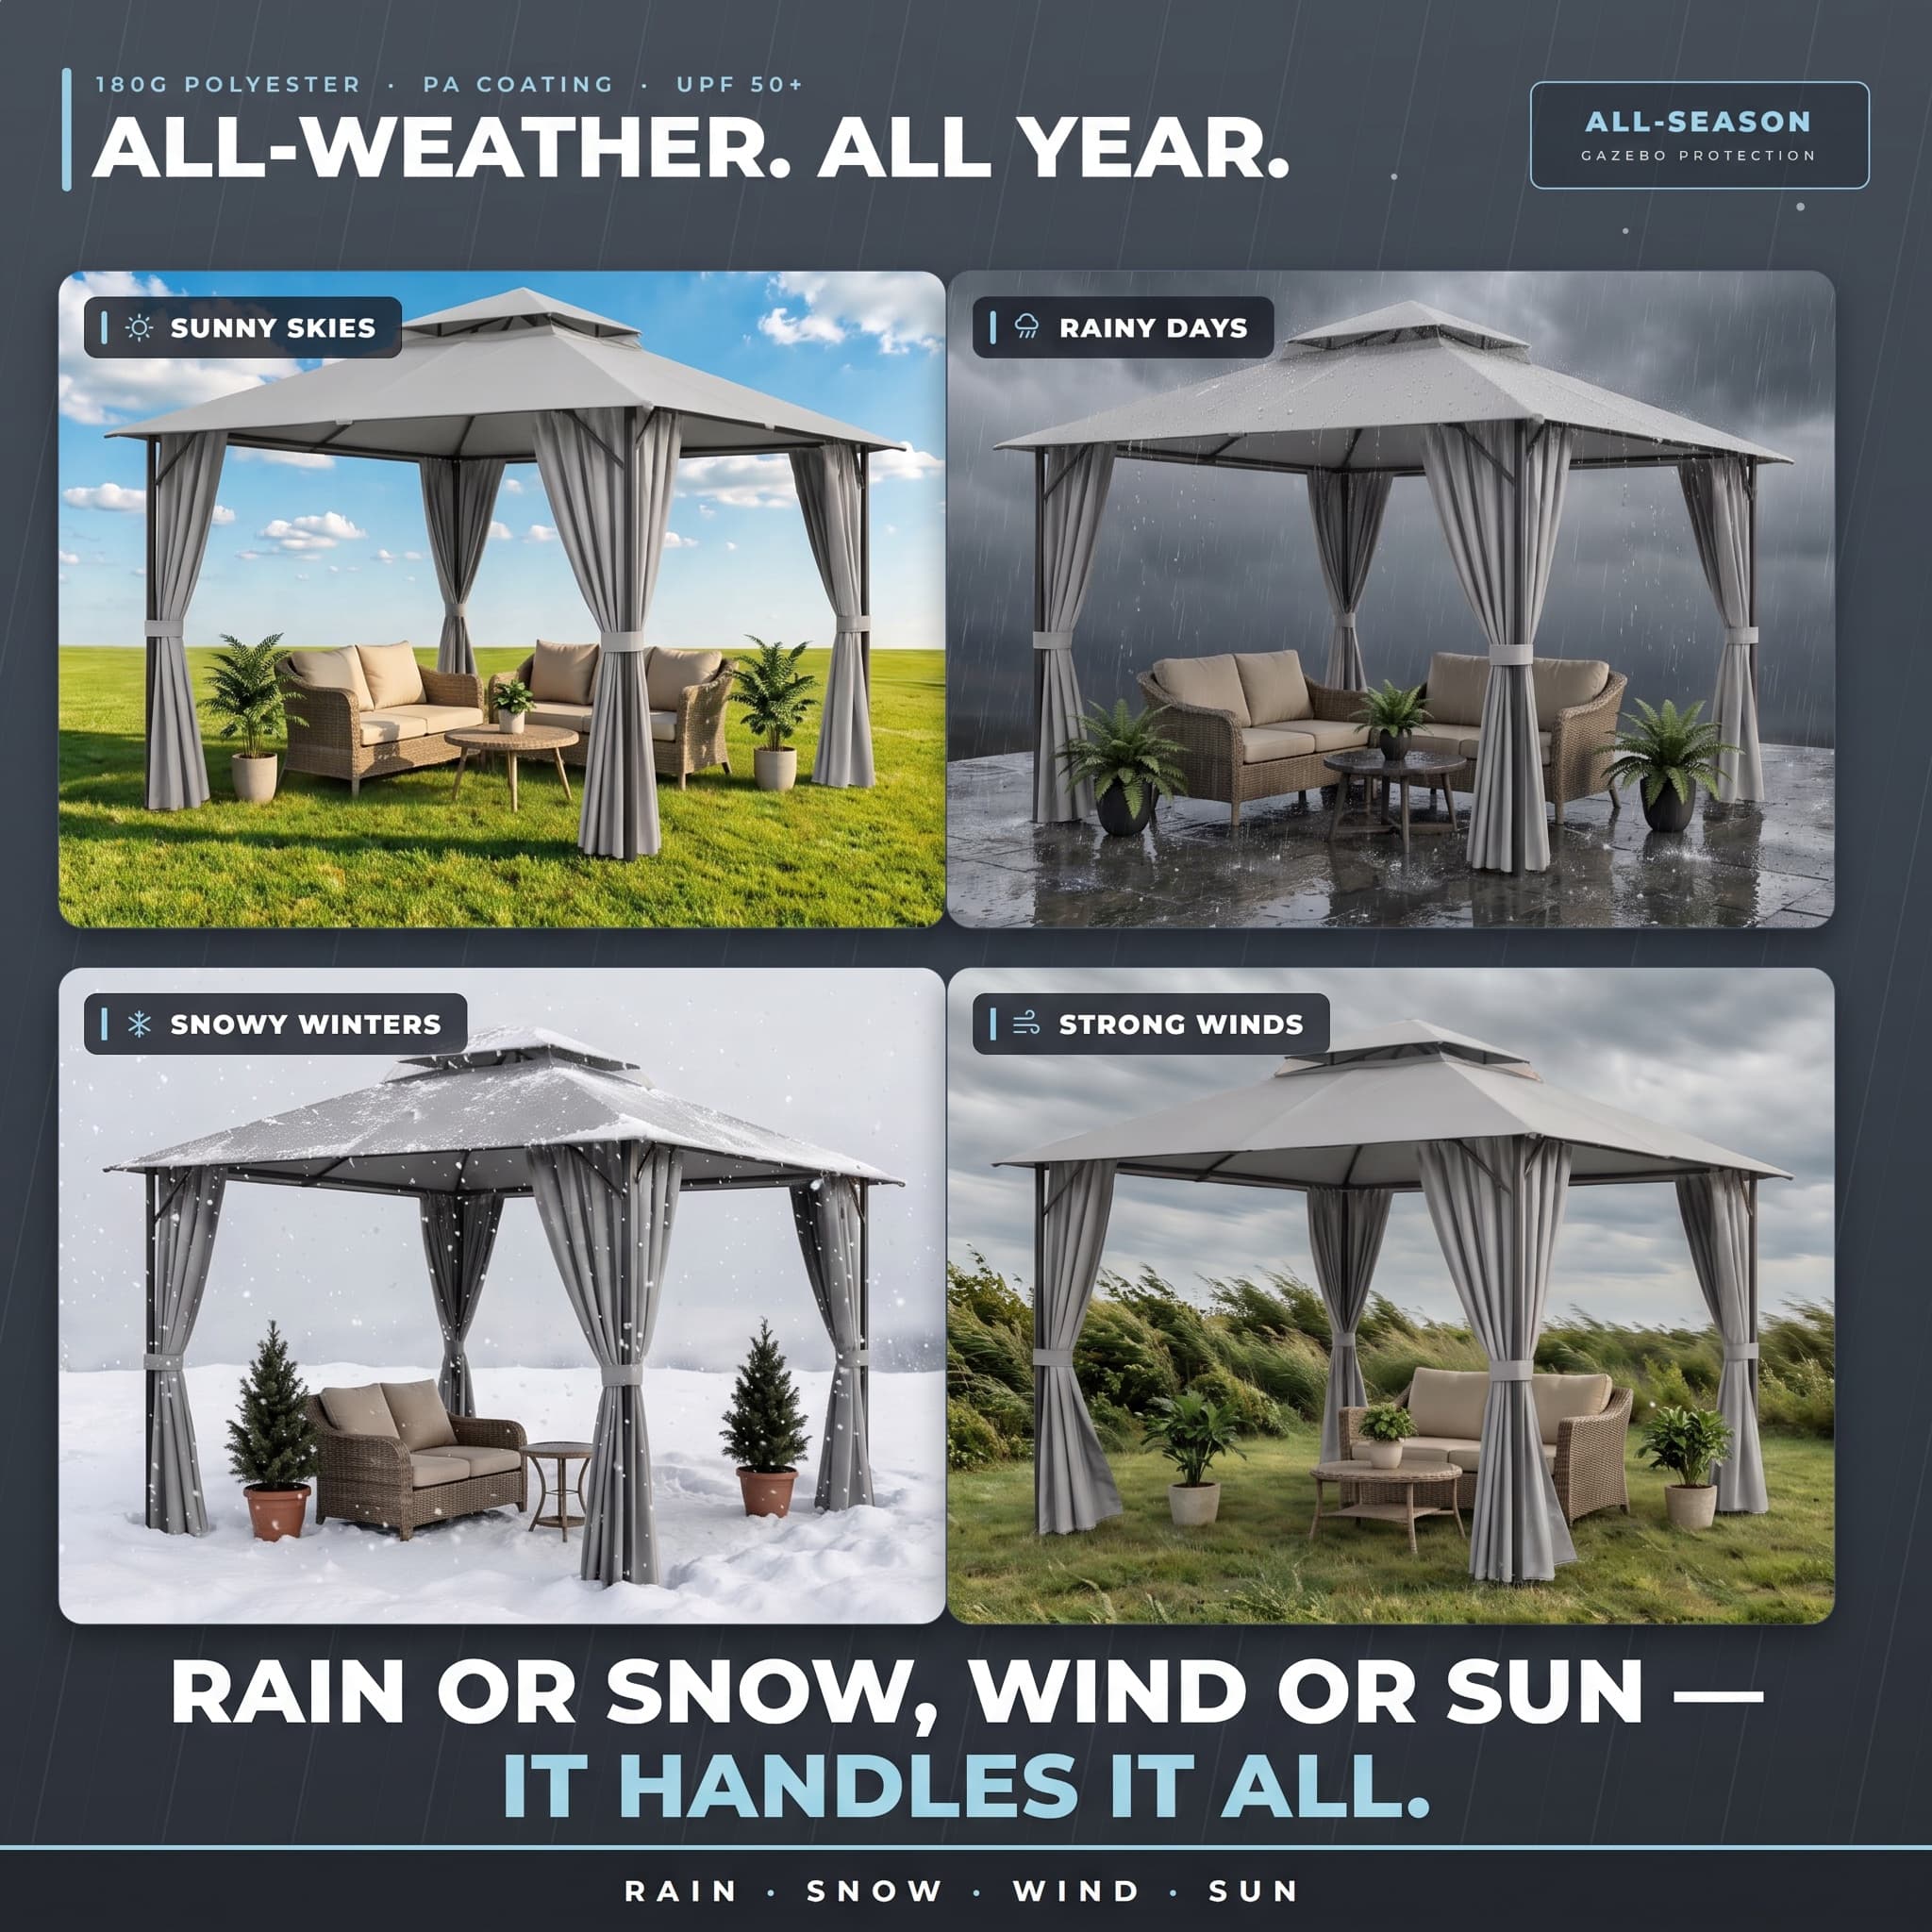 180G POLYESTER · PA COATING · UPF 50+
ALL-WEATHER. ALL YEAR.
ALL-SEASON
GAZEBO PROTECTION
SUNNY SKIES
RAINY DAYS
SNOWY WINTERS
STRONG WINDS
RAIN OR SNOW, WIND OR SUN —
IT HANDLES IT ALL.
RAIN · SNOW · WIND · SUN